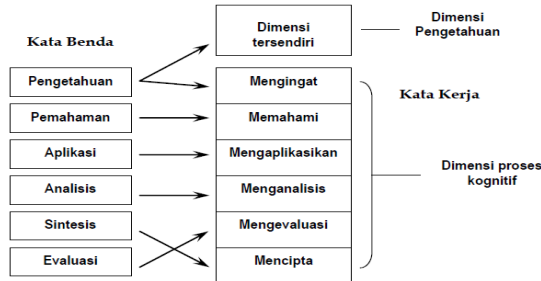 Kata Benda
Pengetahuan
Pemahaman
Aplikasi
Analisis
Sintesis
Evaluasi
Dimensi
tersendiri
Mengingat
Memahami
Mengaplikasikan
Menganalisis
Mengevaluasi
Mencipta
Dimensi
Pengetahuan
Kata Kerja
Dimensi proses
kognitif